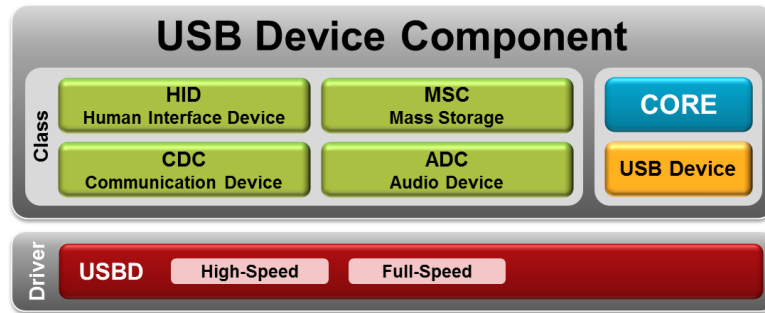 USB Device Component
Class
HID
Human Interface Device
MSC
Mass Storage
CDC
Communication Device
ADC
Audio Device
CORE
USB Device
Driver
USBD
High-Speed
Full-Speed